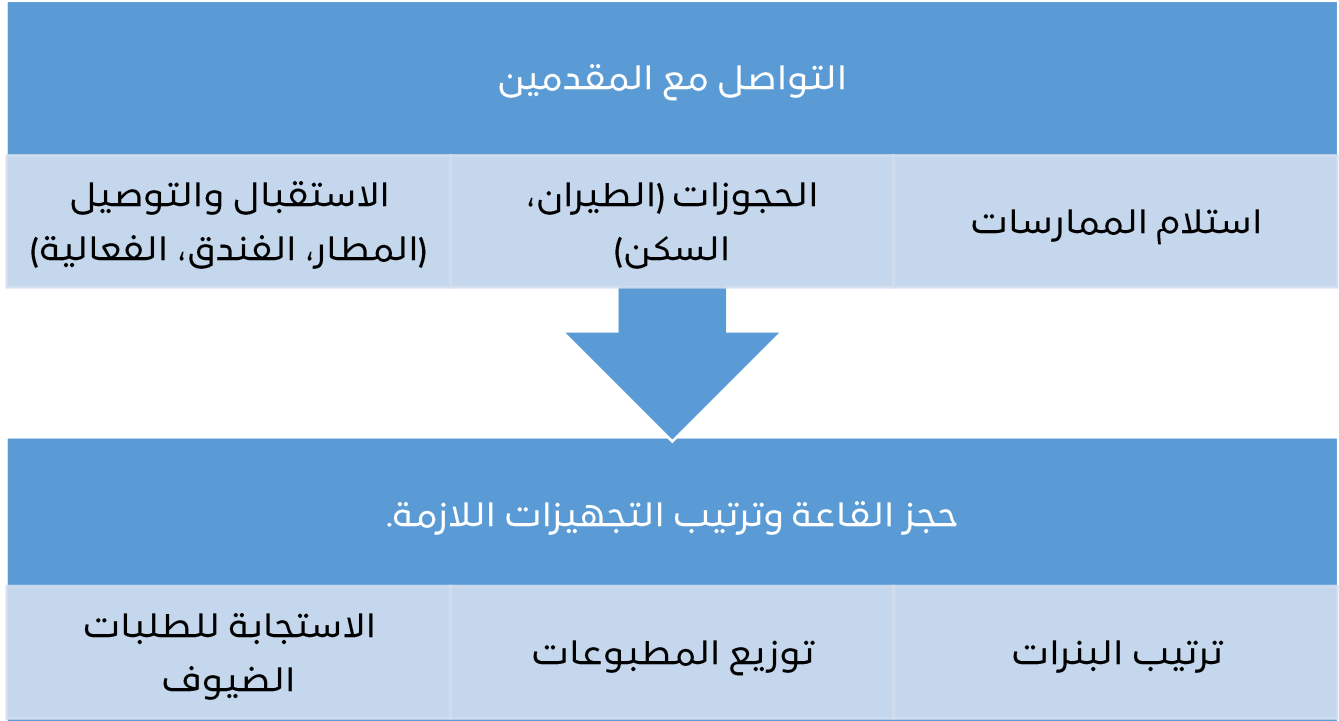 التواصل مع المقدمين
استلام الممارسات
الحجوزات (الطيران،
السكن)
الاستقبال والتوصيل
(المطار، الفندق، الفعالية)
حجز القاعة وترتيب التجهيزات اللازمة.
ترتيب البنرات
توزيع المطبوعات
الاستجابة للطلبات
الضيوف